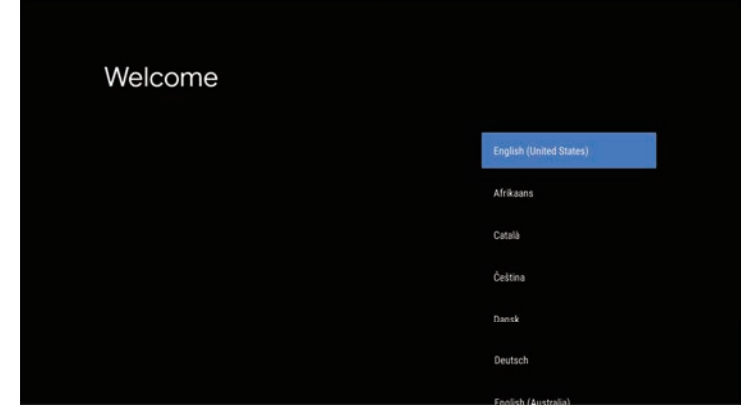 Welcome
English (United States)
Afrikaans
Català
Čeština
Dansk
Deutsch
English (Australia)